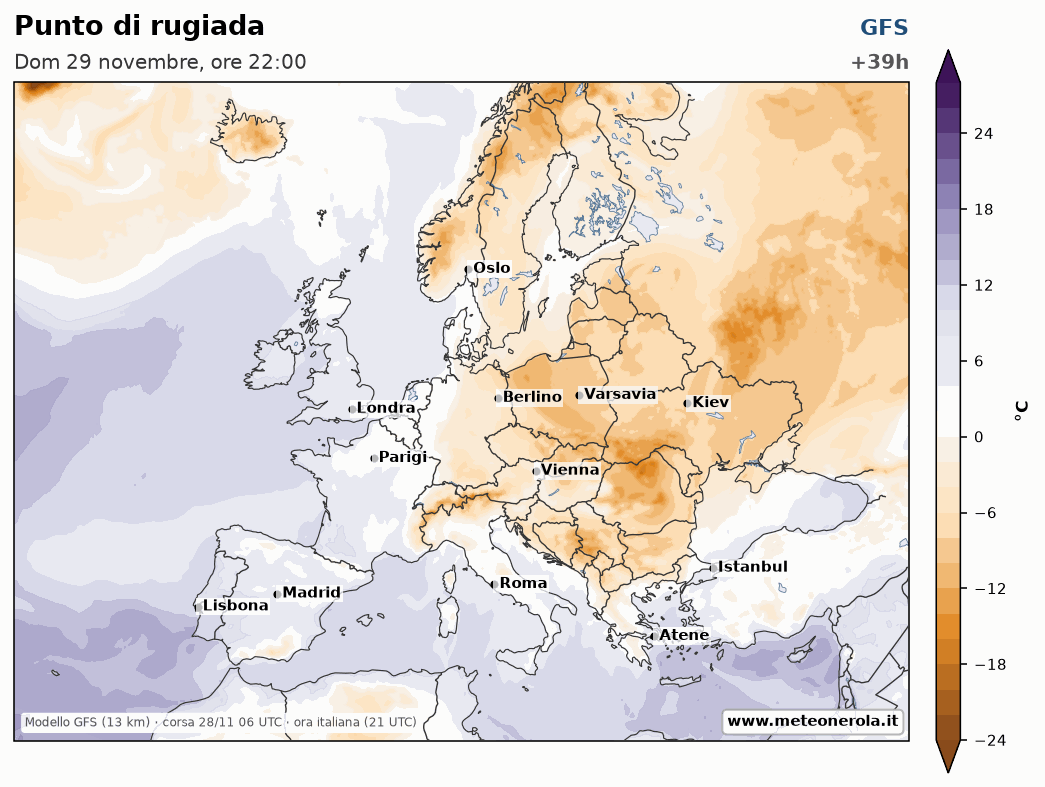 Punto di rugiada
GFS
Dom 29 novembre, ore 22:00
+39h
Oslo
Berlino
Varsavia
Kiev
Londra
Parigi
Vienna
Istanbul
Roma
Madrid
Lisbona
Atene
Modello GFS (13 km) · corsa 28/11 06 UTC · ora italiana (21 UTC)
www.meteonerola.it
24
18
12
6
0
−6
−12
−18
−24
°C